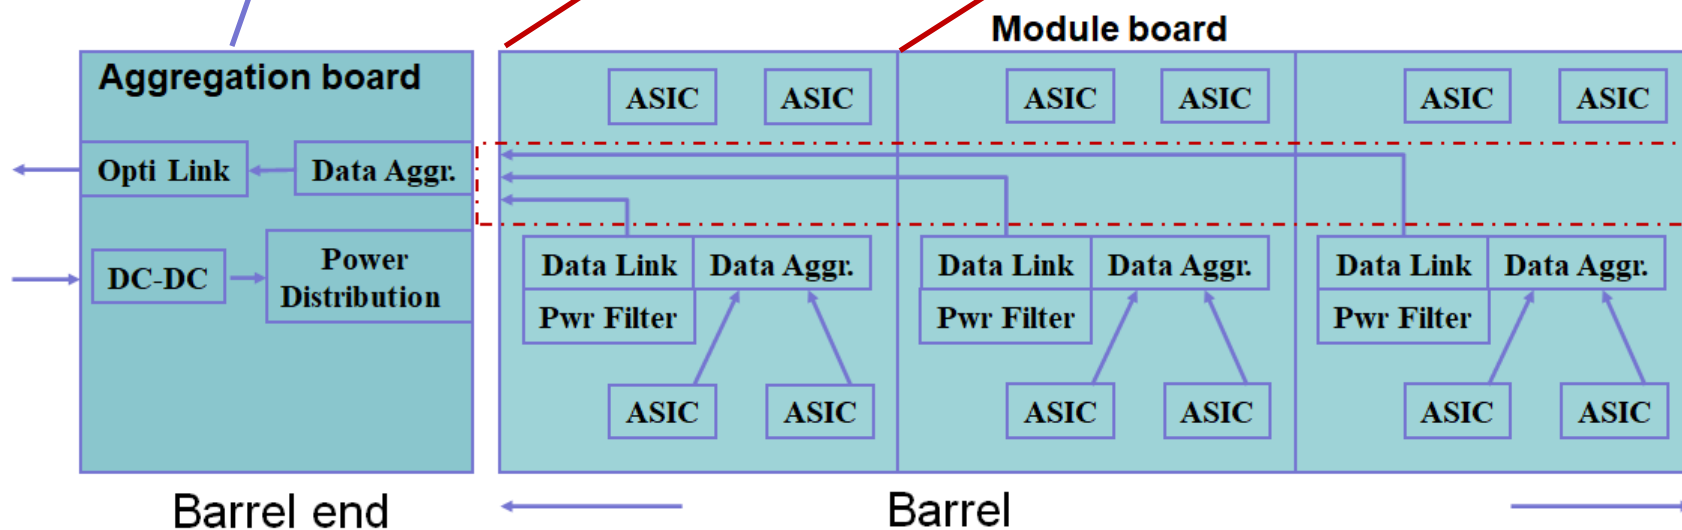 Module board
Aggregation board
ASIC ASIC ASIC ASIC ASIC ASIC
Opti Link Data Aggr.
DC-DC Power Distribution
Data Link Data Aggr. Data Link Data Aggr. Data Link Data Aggr.
Pwr Filter Pwr Filter Pwr Filter
ASIC ASIC ASIC ASIC ASIC ASIC
Barrel end Barrel